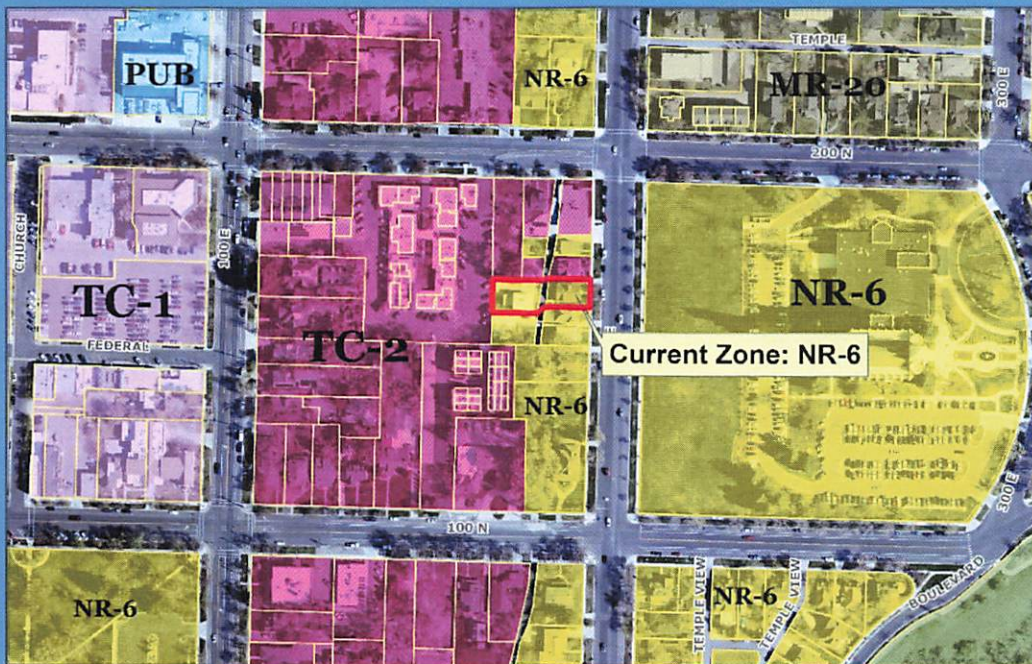 TEMPLE
PUB
NR-6
MR-20
300 E
200 N
CHURCH
100 E
TC-1
NR-6
FEDERAL
TC-2
Current Zone: NR-6
NR-6
300 E
100 N
NR-6
TEMPLE VIEW
NR-6
TEMPLE VIEW
BOULEVARD